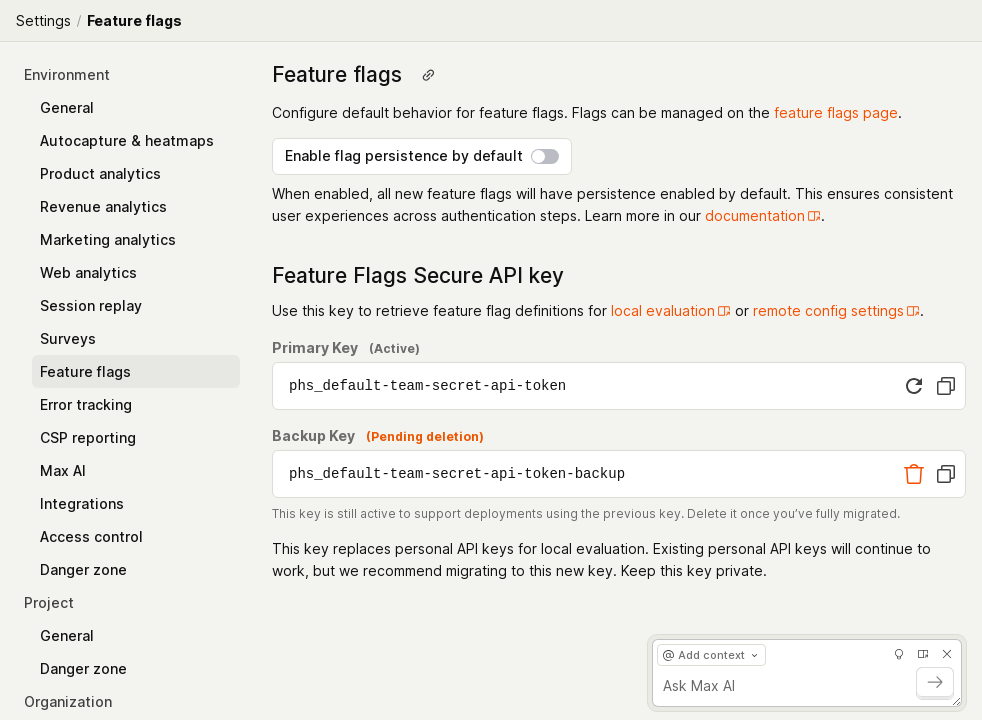 Settings / Feature flags
Environment
General
Autocapture & heatmaps
Product analytics
Revenue analytics
Marketing analytics
Web analytics
Session replay
Surveys
Feature flags
Error tracking
CSP reporting
Max AI
Integrations
Access control
Danger zone
Project
General
Danger zone
Organization
Feature flags
Configure default behavior for feature flags. Flags can be managed on the feature flags page.
Enable flag persistence by default
When enabled, all new feature flags will have persistence enabled by default. This ensures consistent
user experiences across authentication steps. Learn more in our documentation.
Feature Flags Secure API key
Use this key to retrieve feature flag definitions for local evaluation or remote config settings.
Primary Key (Active)
phs_default-team-secret-api-token
Backup Key (Pending deletion)
phs_default-team-secret-api-token-backup
This key is still active to support deployments using the previous key. Delete it once you’ve fully migrated.
This key replaces personal API keys for local evaluation. Existing personal API keys will continue to
work, but we recommend migrating to this new key. Keep this key private.
@ Add context
Ask Max AI